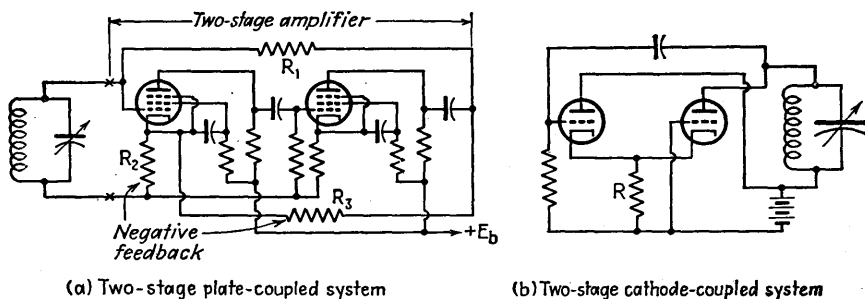 Two-stage amplifier
R1
R2
R3
Negative
feedback
+Eb
R
(a) Two-stage plate-coupled system
(b) Two-stage cathode-coupled system